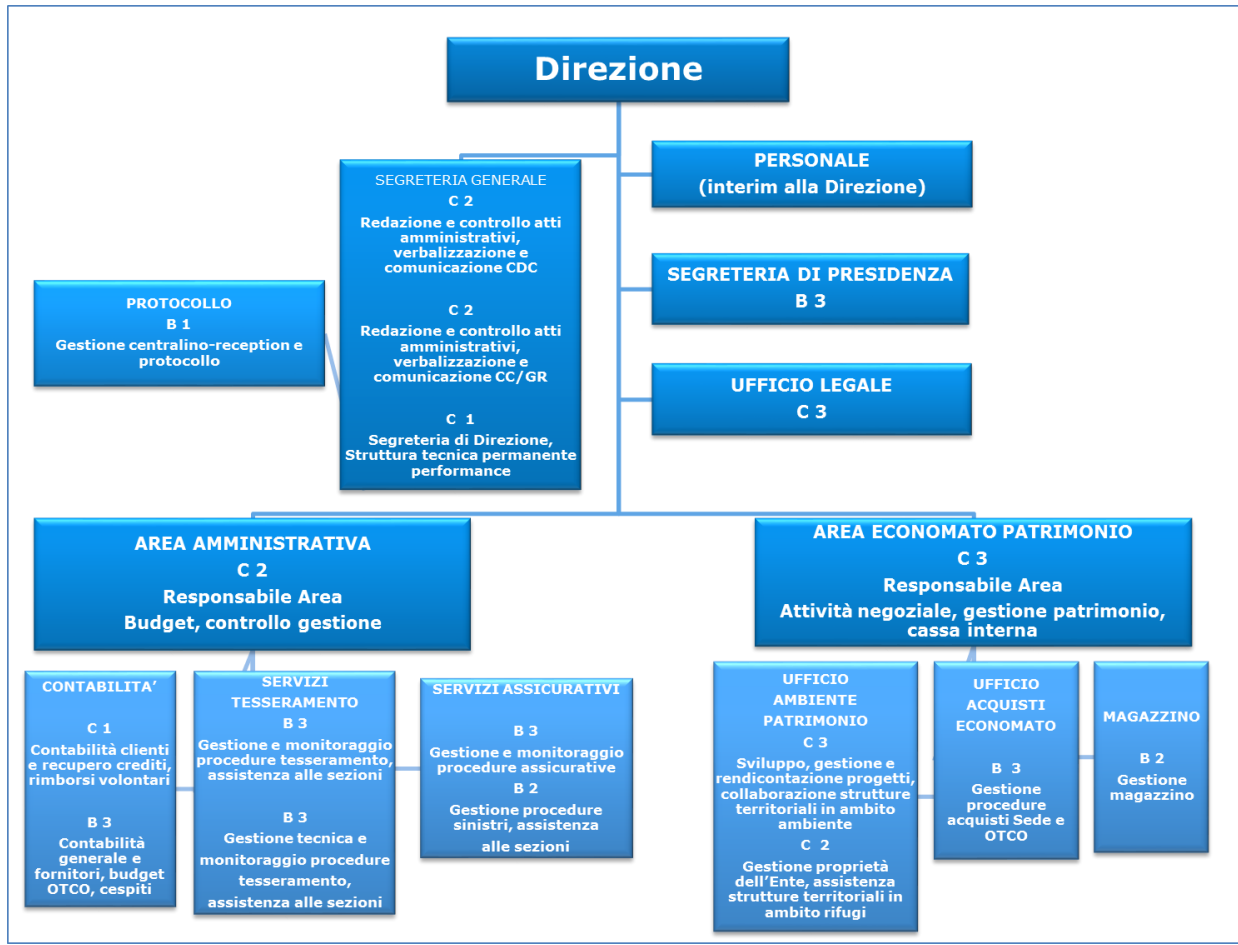 Direzione
PERSONALE
(interim alla Direzione)
SEGRETERIA GENERALE
C 2
Redazione e controllo atti
amministrativi,
verbalizzazione e
comunicazione CDC
C 2
Redazione e controllo atti
amministrativi,
verbalizzazione e
comunicazione CC/GR
C 1
Segreteria di Direzione,
Struttura tecnica permanente
performance
SEGRETERIA DI PRESIDENZA
B 3
PROTOCOLLO
B 1
Gestione centralino-reception e
protocollo
UFFICIO LEGALE
C 3
AREA AMMINISTRATIVA
C 2
Responsabile Area
Budget, controllo gestione
AREA ECONOMATO PATRIMONIO
C 3
Responsabile Area
Attività negoziale, gestione patrimonio,
cassa interna
CONTABILITA’
C 1
Contabilità clienti
e recupero crediti,
rimborsi volontari
B 3
Contabilità
generale e
fornitori, budget
OTCO, cespiti
SERVIZI
TESSERAMENTO
B 3
Gestione e monitoraggio
procedure tesseramento,
assistenza alle sezioni
B 3
Gestione tecnica e
monitoraggio procedure
tesseramento,
assistenza alle sezioni
SERVIZI ASSICURATIVI
B 3
Gestione e monitoraggio
procedure assicurative
B 2
Gestione procedure
sinistri, assistenza
alle sezioni
UFFICIO
AMBIENTE
PATRIMONIO
C 3
Sviluppo, gestione e
rendicontazione progetti,
collaborazione strutture
territoriali in ambito
ambiente
C 2
Gestione proprietà
dell’Ente, assistenza
strutture territoriali in
ambito rifugi
UFFICIO
ACQUISTI
ECONOMATO
B 3
Gestione
procedure
acquisti Sede e
OTCO
MAGAZZINO
B 2
Gestione
magazzino